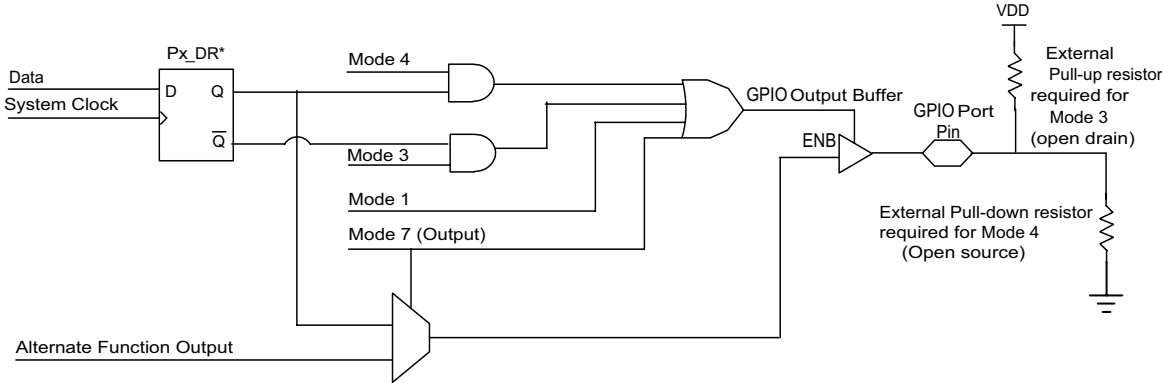 VDD
Px_DR*
Mode 4
External
Pull-up resistor
required for
Mode 3
(open drain)
Data
D
Q
GPIO Output Buffer
System Clock
GPIO Port
Pin
Q
ENB
Mode 3
Mode 1
External Pull-down resistor
required for Mode 4
(Open source)
Mode 7 (Output)
Alternate Function Output